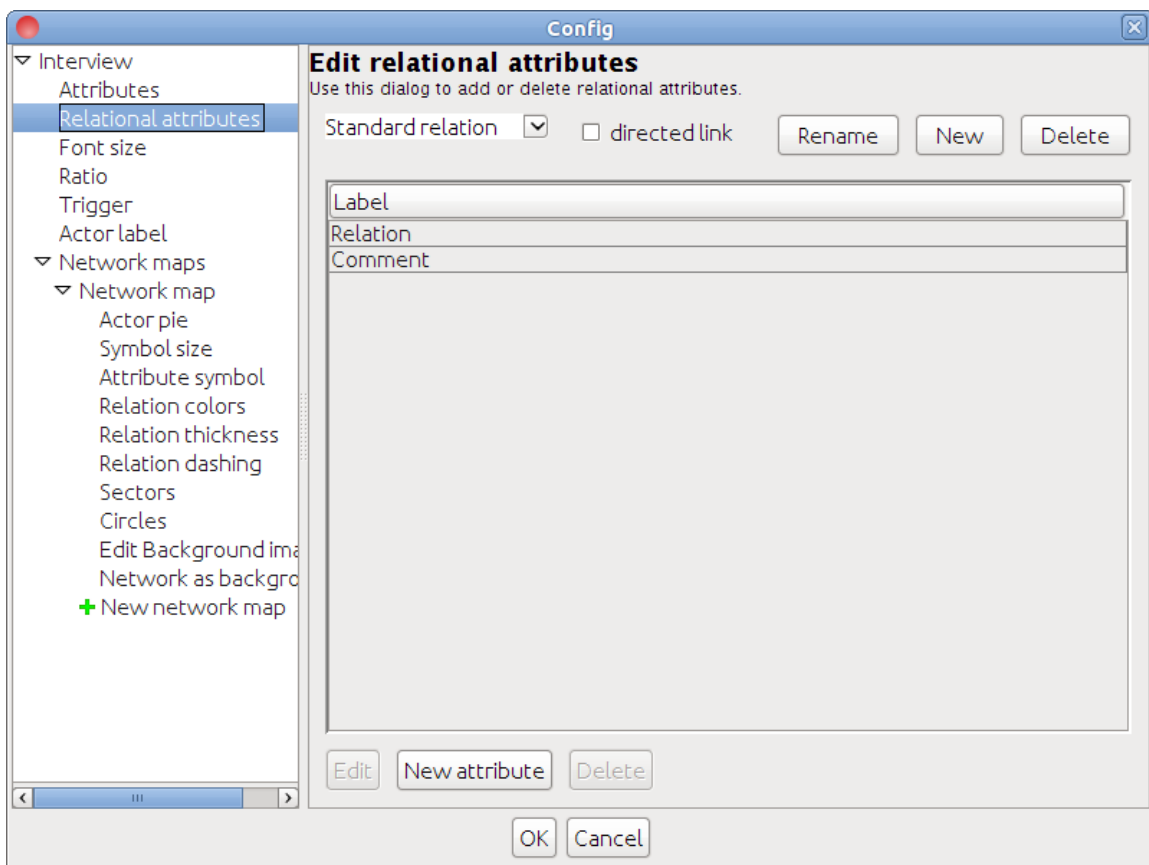 Config
Interview
Attributes
Relational attributes
Font size
Ratio
Trigger
Actor label
Network maps
Network map
Actor pie
Symbol size
Attribute symbol
Relation colors
Relation thickness
Relation dashing
Sectors
Circles
Edit Background ima
Network as backgro
New network map
Edit relational attributes
Use this dialog to add or delete relational attributes.
Standard relation directed link Rename New Delete
Label
Relation
Comment
Edit New attribute Delete
OK Cancel